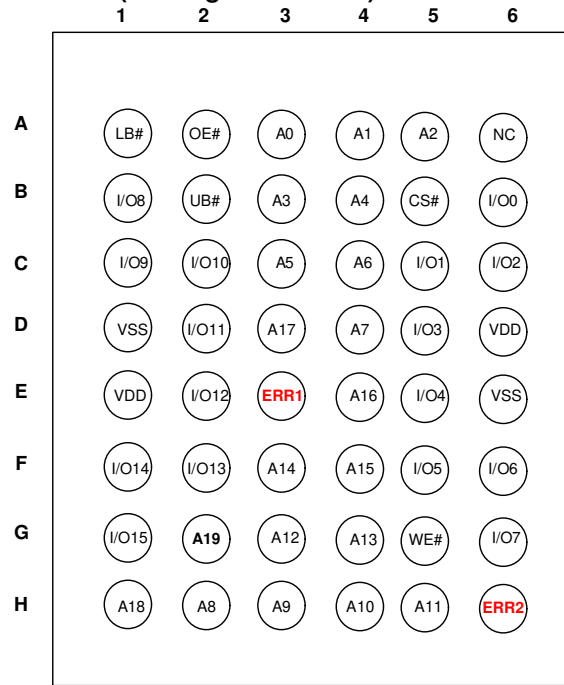 1 2 3 4 5 6
A LB# OE# A0 A1 A2 NC
B I/O8 UB# A3 A4 CS# I/O0
C I/O9 I/O10 A5 A6 I/O1 I/O2
D VSS I/O11 A17 A7 I/O3 VDD
E VDD I/O12 ERR1 A16 I/O4 VSS
F I/O14 I/O13 A14 A15 I/O5 I/O6
G I/O15 A19 A12 A13 WE# I/O7
H A18 A8 A9 A10 A11 ERR2